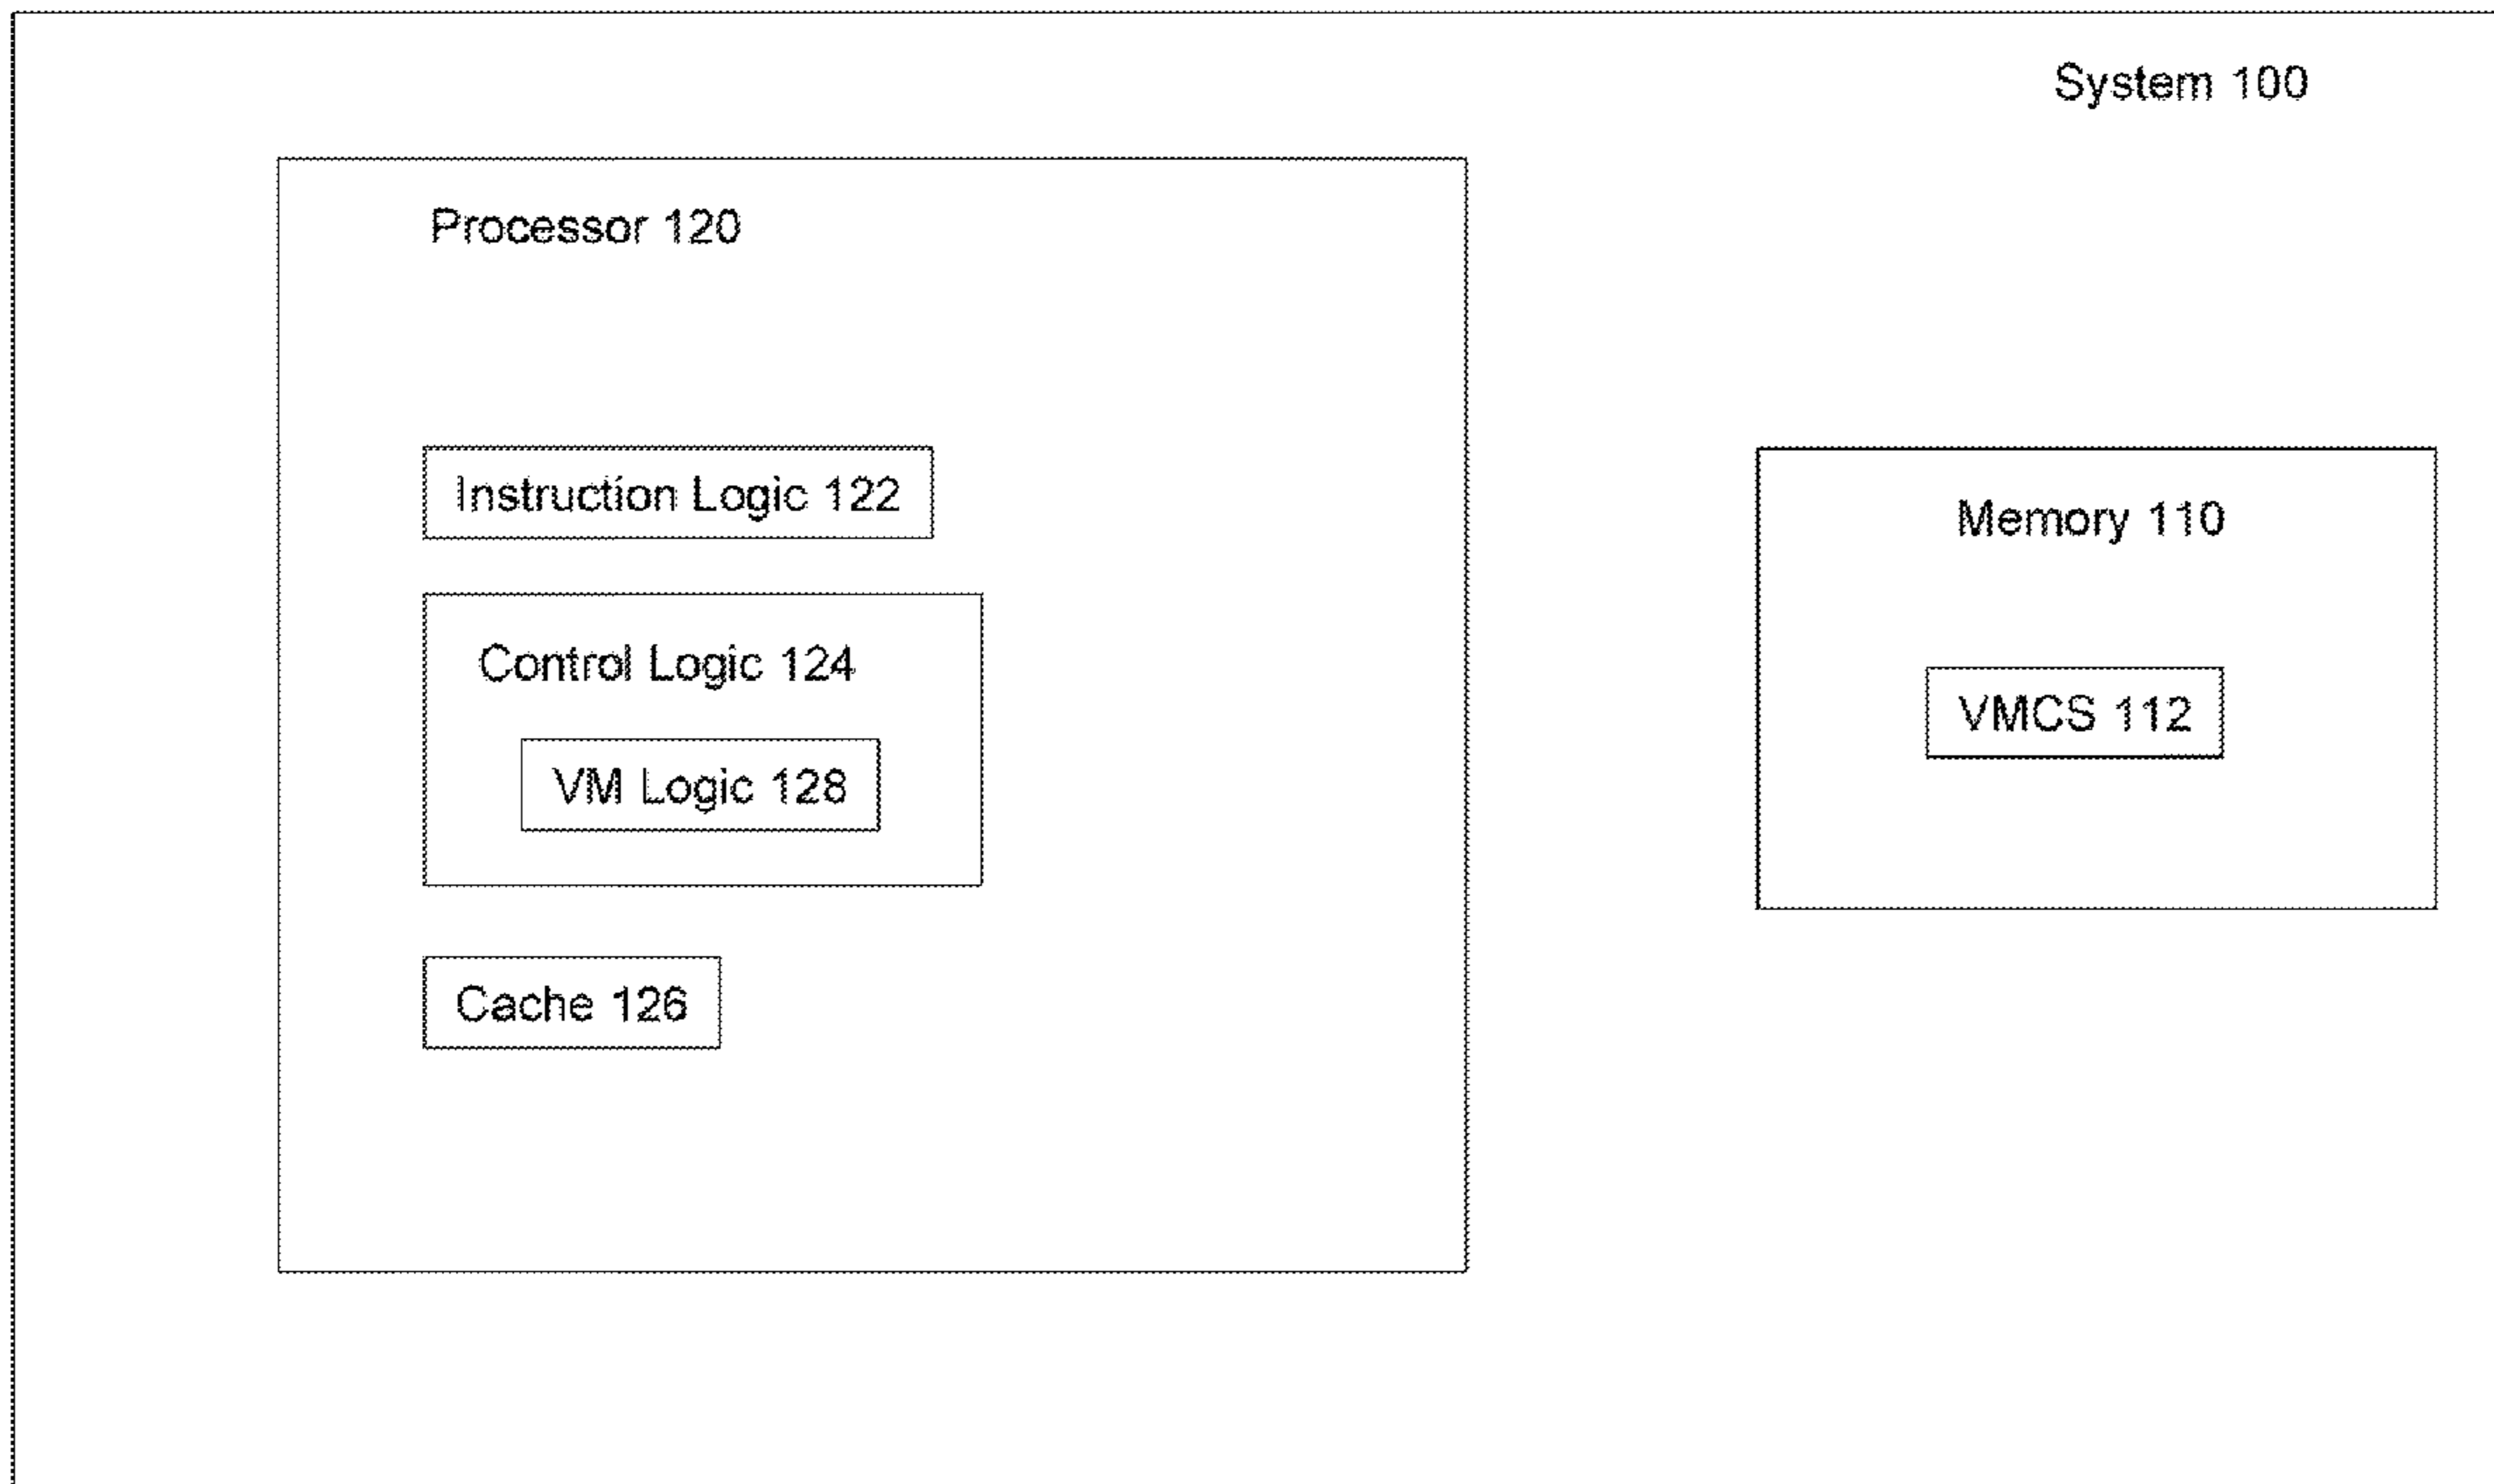 System 100
Processor 120
Instruction Logic 122
Control Logic 124
VM Logic 128
Cache 126
Memory 110
VMCS 112